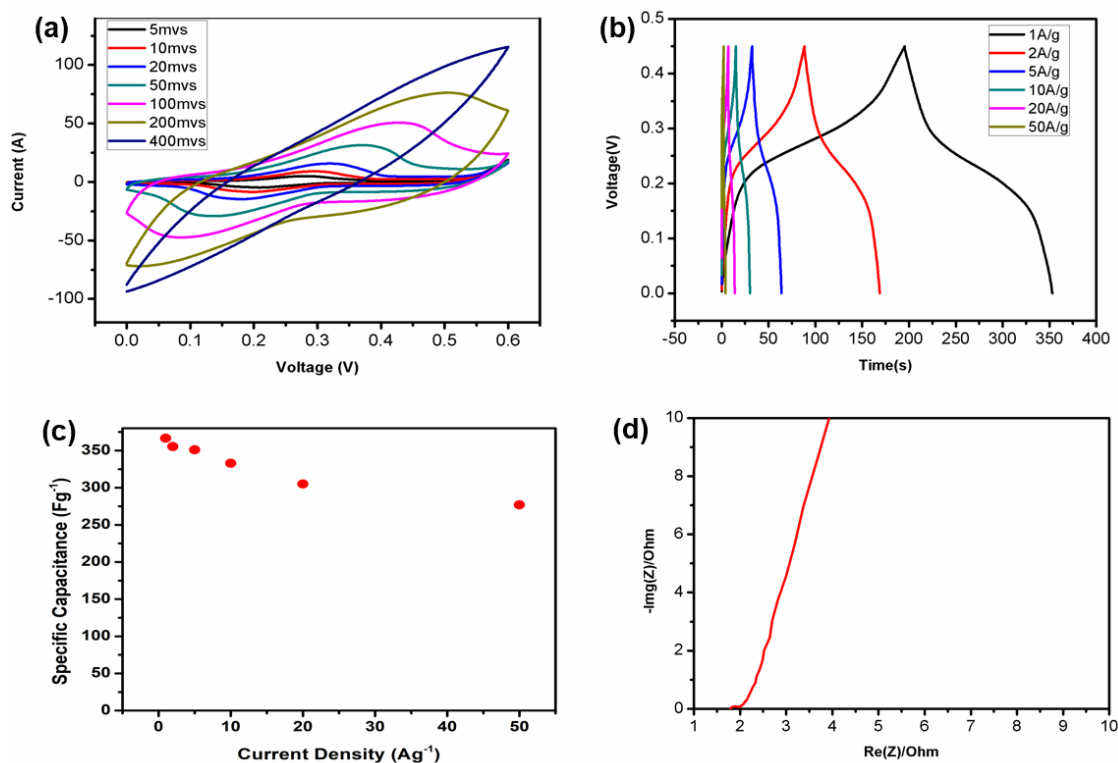 (a)
5mvs
10mvs
20mvs
50mvs
100mvs
200mvs
400mvs
Current (A)
100
50
0
-50
-100
0.0 0.1 0.2 0.3 0.4 0.5 0.6
Voltage (V)
(b)
1A/g
2A/g
5A/g
10A/g
20A/g
50A/g
Voltage(V)
0.5
0.4
0.3
0.2
0.1
0.0
-50 0 50 100 150 200 250 300 350 400
Time(s)
(c)
Specific Capacitance (Fg⁻¹)
350
300
250
200
150
100
50
0
0 10 20 30 40 50
Current Density (Ag⁻¹)
(d)
-Img(Z)/Ohm
10
8
6
4
2
0
1 2 3 4 5 6 7 8 9 10
Re(Z)/Ohm